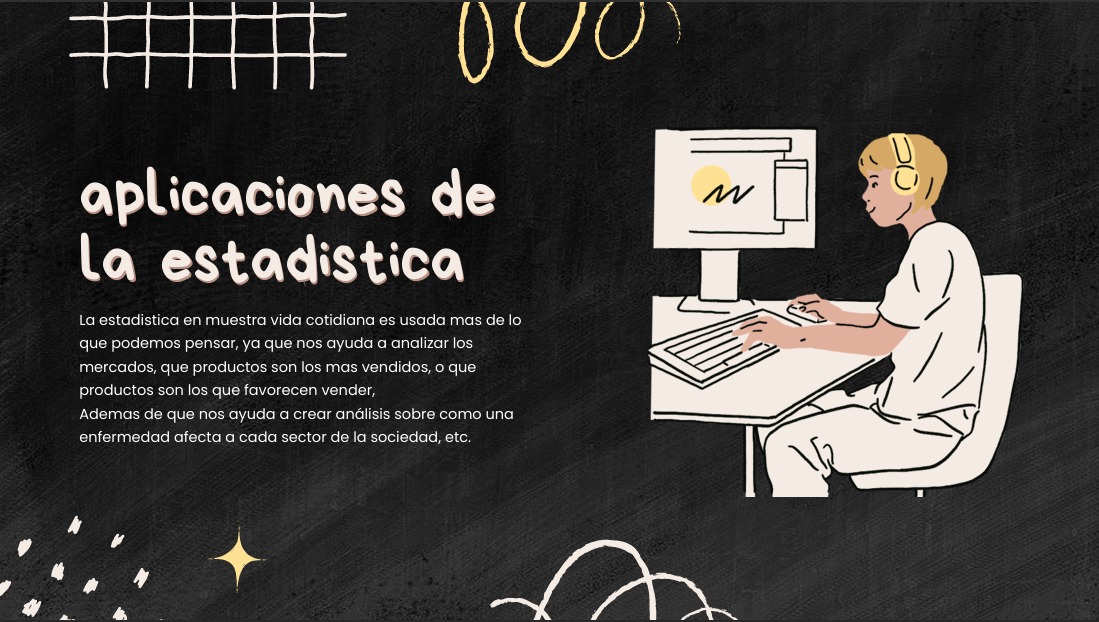 aplicaciones de
la estadistica
La estadistica en muestra vida cotidiana es usada mas de lo
que podemos pensar, ya que nos ayuda a analizar los
mercados, que productos son los mas vendidos, o que
productos son los que favorecen vender,
Ademas de que nos ayuda a crear análisis sobre como una
enfermedad afecta a cada sector de la sociedad, etc.